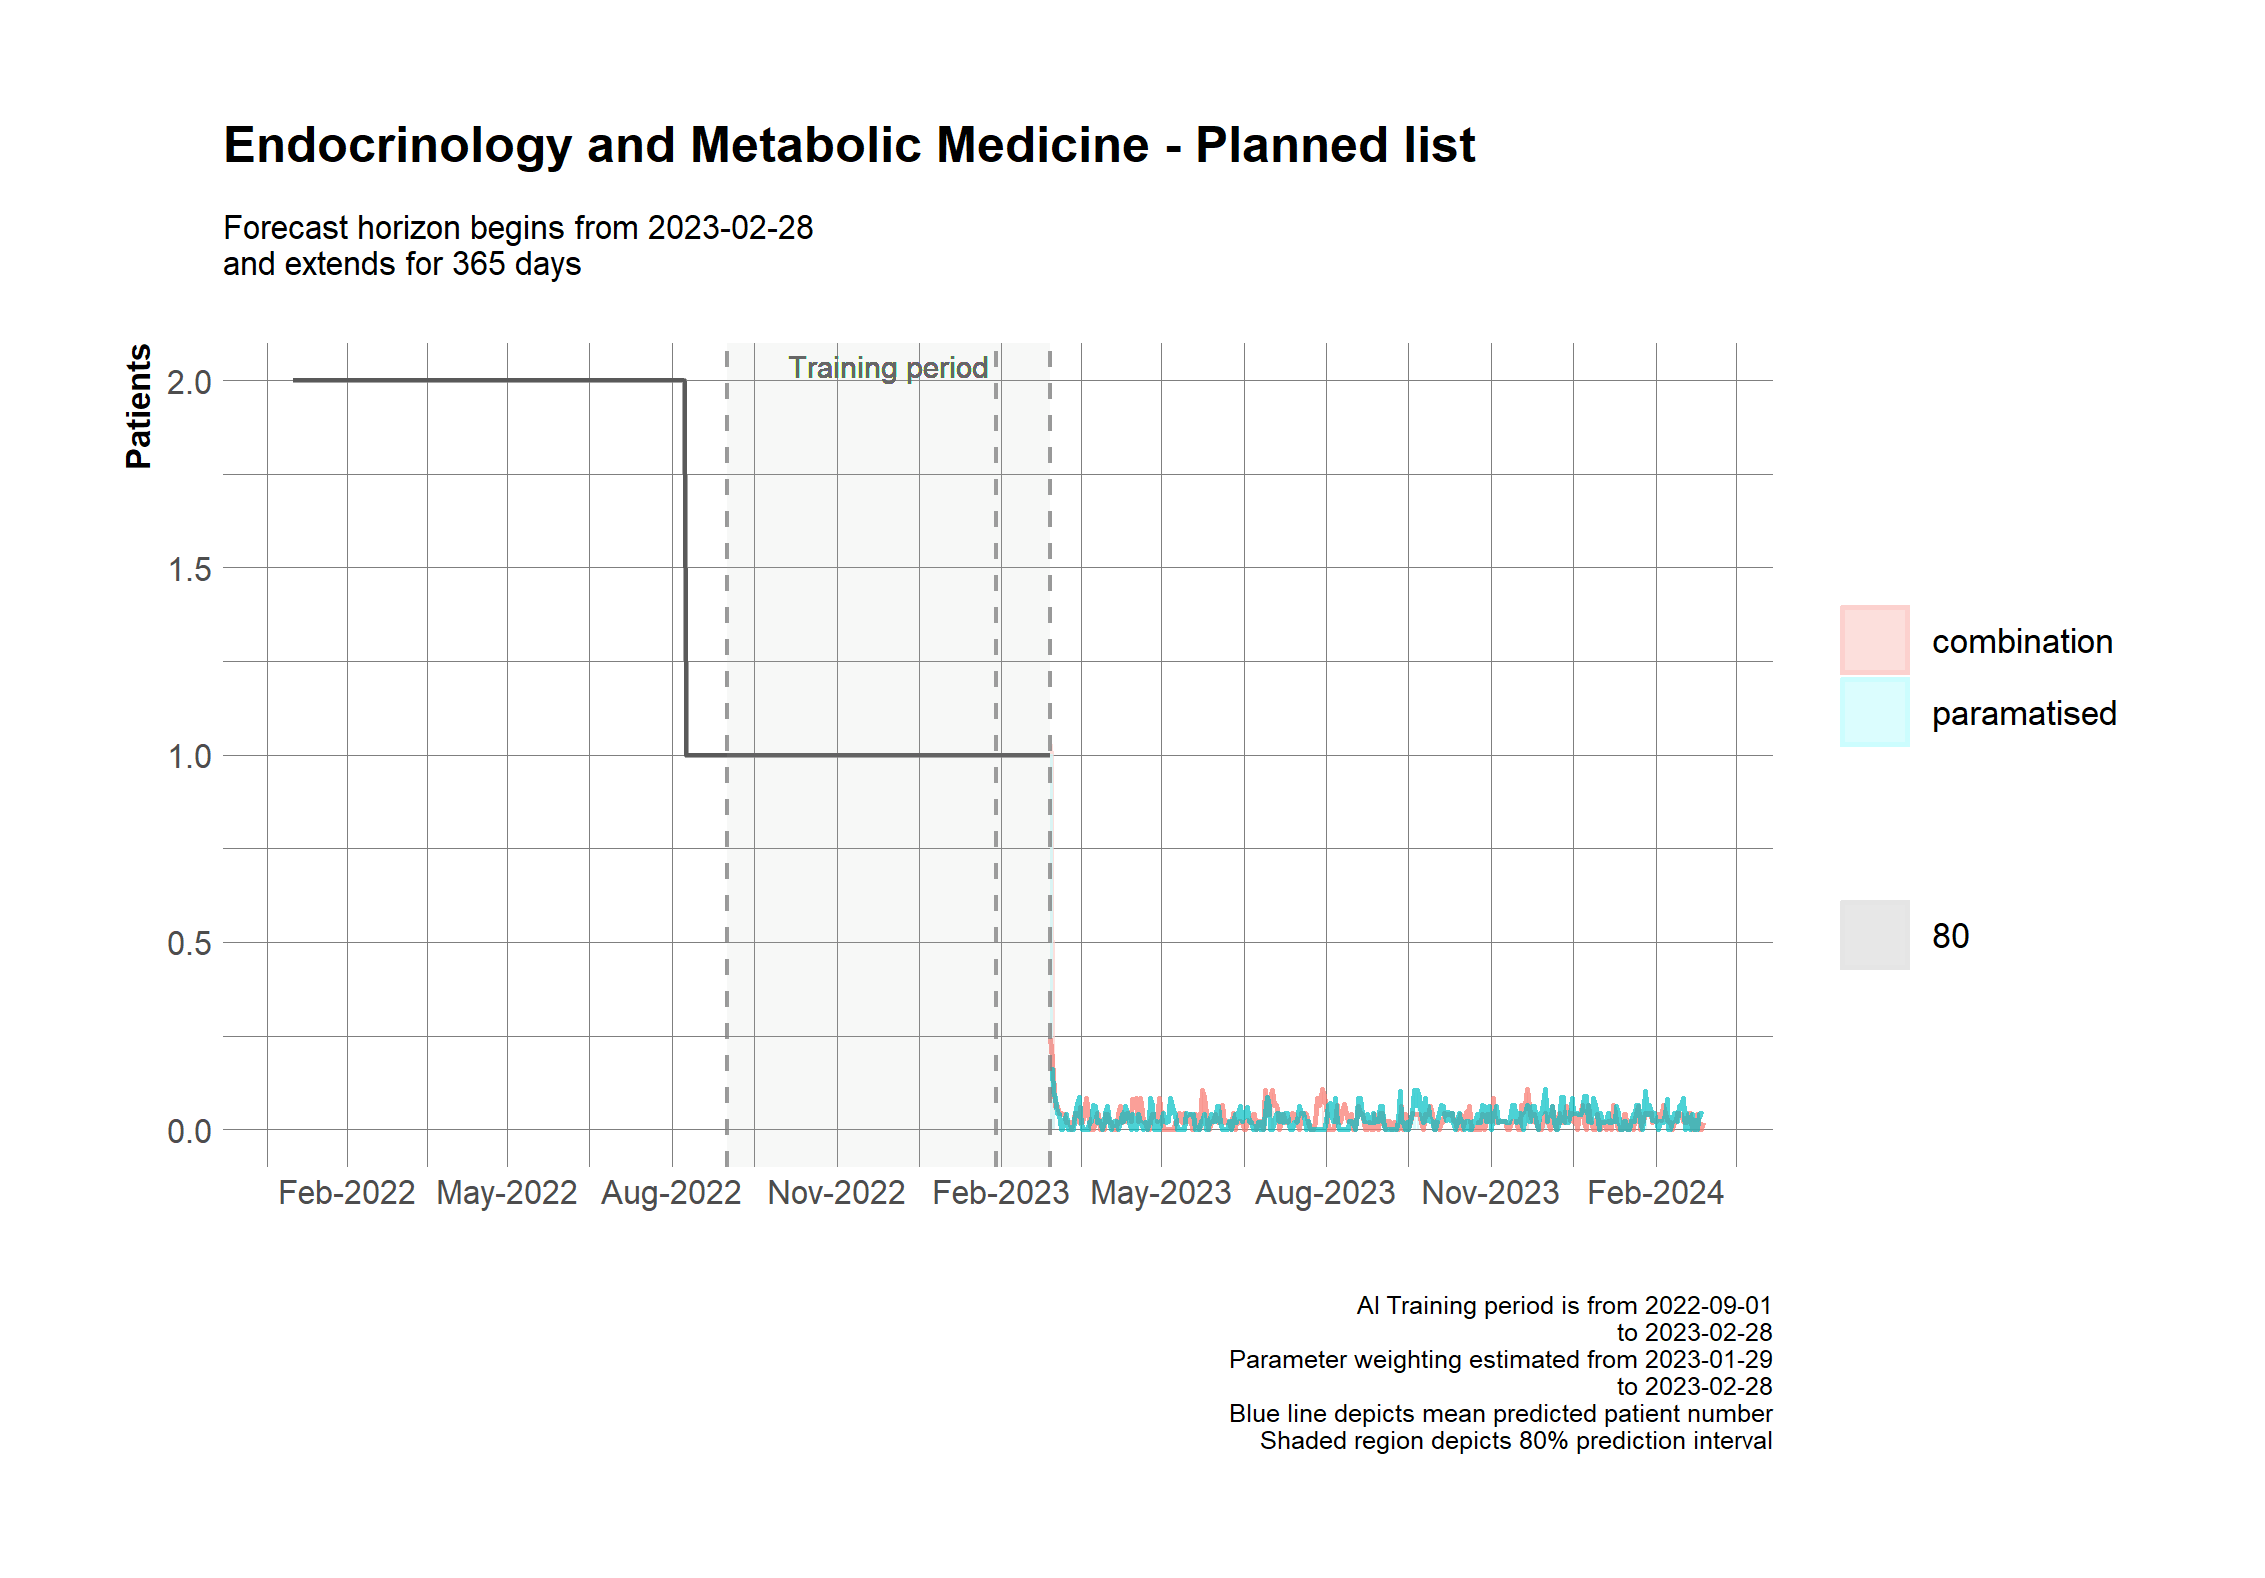 Endocrinology and Metabolic Medicine - Planned list
Forecast horizon begins from 2023-02-28
and extends for 365 days
Patients
Training period
2.0
1.5
1.0
0.5
0.0
Feb-2022
May-2022
Aug-2022
Nov-2022
Feb-2023
May-2023
Aug-2023
Nov-2023
Feb-2024
combination
paramatised
80
AI Training period is from 2022-09-01
to 2023-02-28
Parameter weighting estimated from 2023-01-29
to 2023-02-28
Blue line depicts mean predicted patient number
Shaded region depicts 80% prediction interval